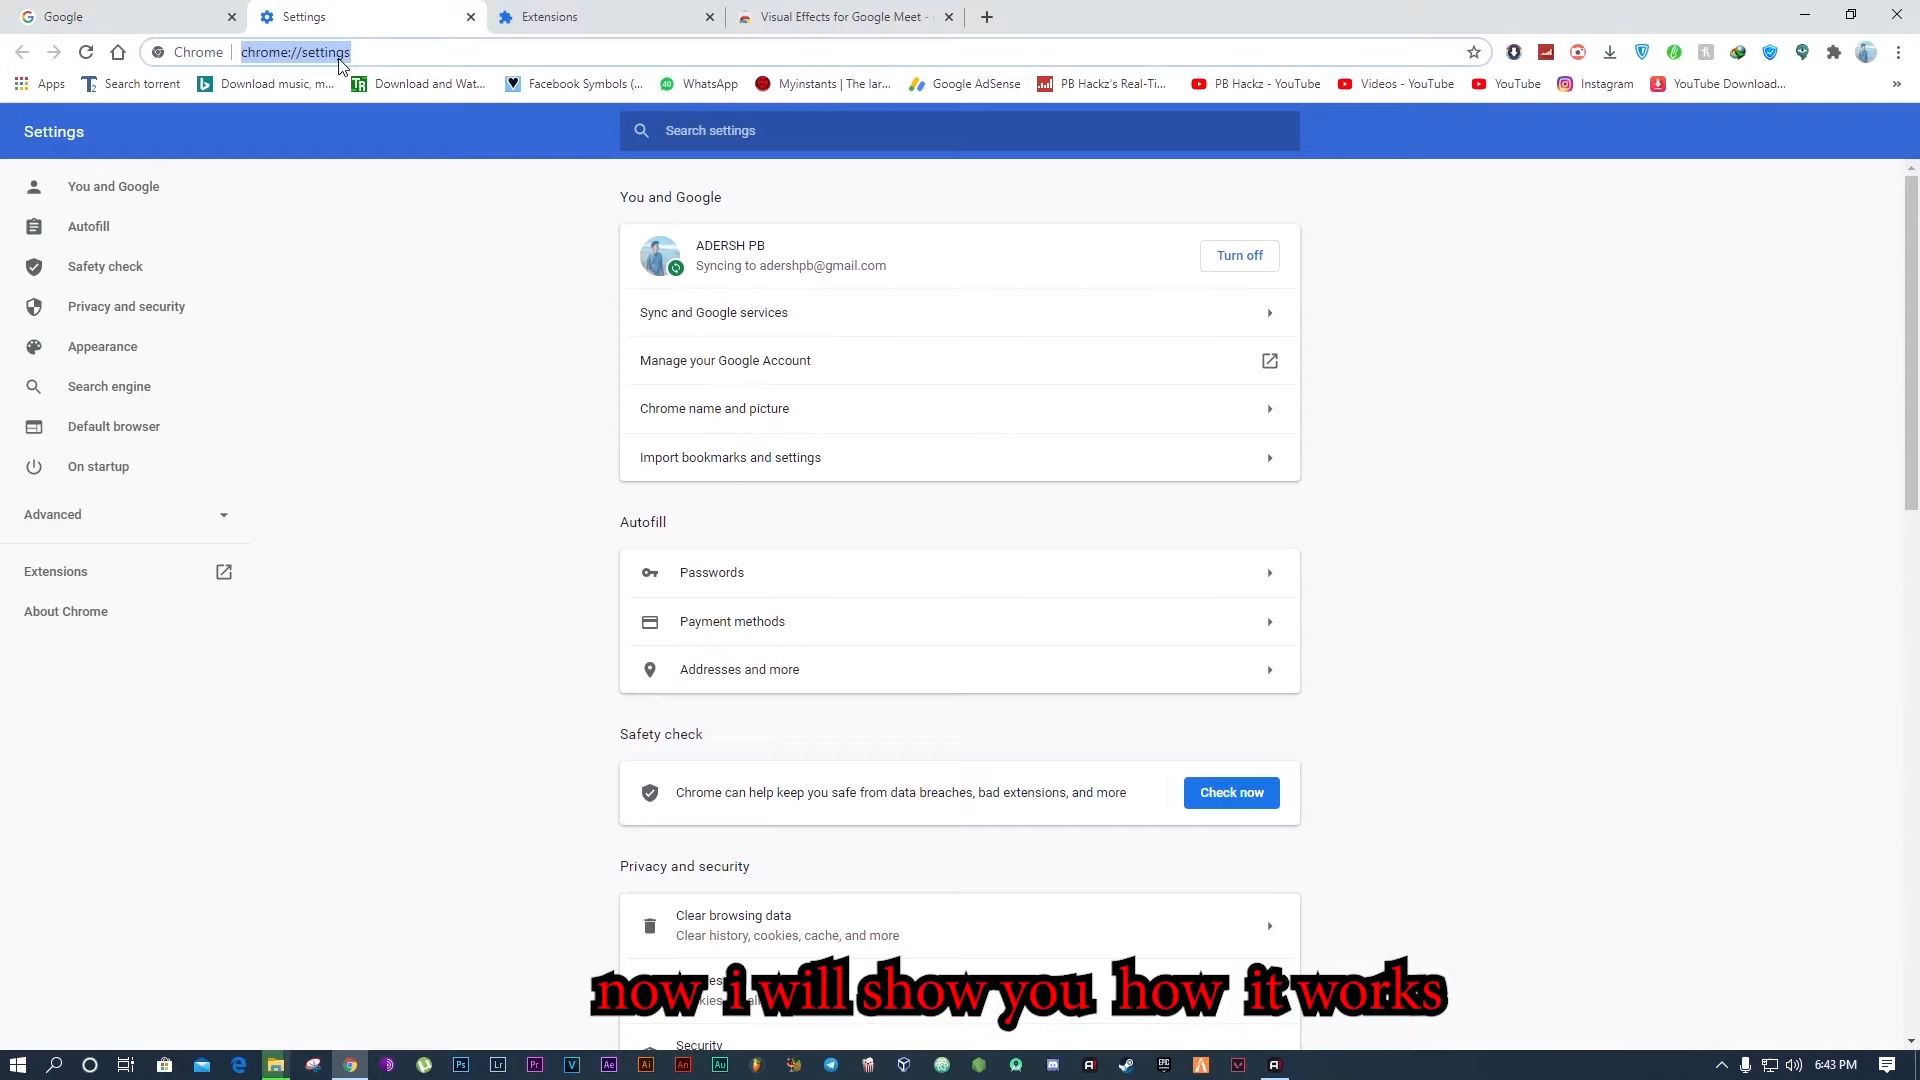 Google
Settings
Extensions
Visual Effects for Google Meet -
Chrome
chrome://settings
Apps
Search torrent
Download music, m...
Download and Wat...
Facebook Symbols (...
WhatsApp
Myinstants | The lar...
Google AdSense
PB Hackz's Real-Ti...
PB Hackz - YouTube
Videos - YouTube
YouTube
Instagram
YouTube Download...
Settings
Search settings
You and Google
Autofill
Safety check
Privacy and security
Appearance
Search engine
Default browser
On startup
Advanced
Extensions
About Chrome
You and Google
ADERSH PB
Syncing to adershpb@gmail.com
Turn off
Sync and Google services
Manage your Google Account
Chrome name and picture
Import bookmarks and settings
Autofill
Passwords
Payment methods
Addresses and more
Safety check
Chrome can help keep you safe from data breaches, bad extensions, and more
Check now
Privacy and security
Clear browsing data
Clear history, cookies, cache, and more
now i will show you how it works
Security
6:43 PM